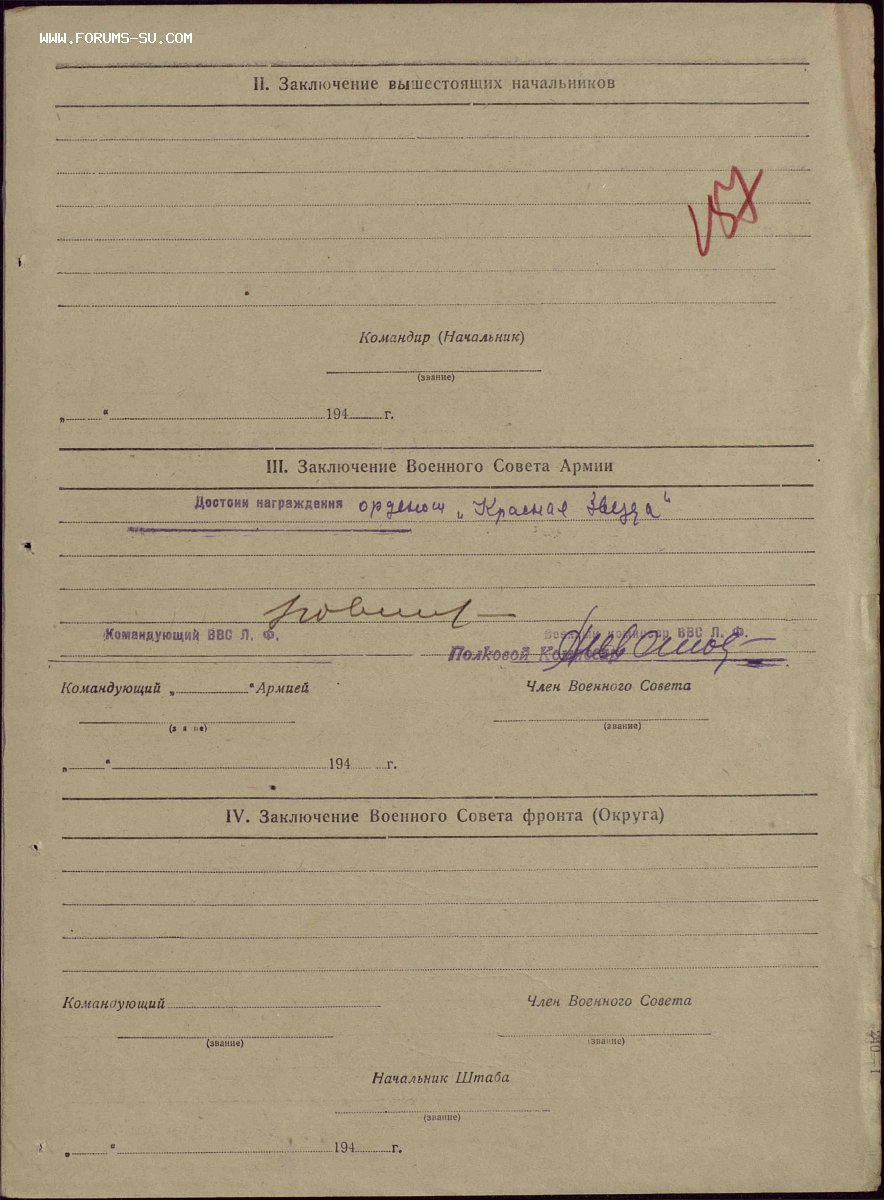 WWW.FORUMS-SU.COM
II. Заключение вышестоящих начальников
Командир (Начальник)
(звание)
„ “ 194 г.
III. Заключение Военного Совета Армии
Достоин награждения орденом „Красная Звезда"
Командующий ВВС Л. Ф.
ВВС Л. Ф.
Полковой
Командующий „ “ Армией
Член Военного Совета
(звание)
„ “ 194 г.
IV. Заключение Военного Совета фронта (Округа)
Командующий
Член Военного Совета
(звание)
(звание)
Начальник Штаба
(звание)
„ “ 194 г.